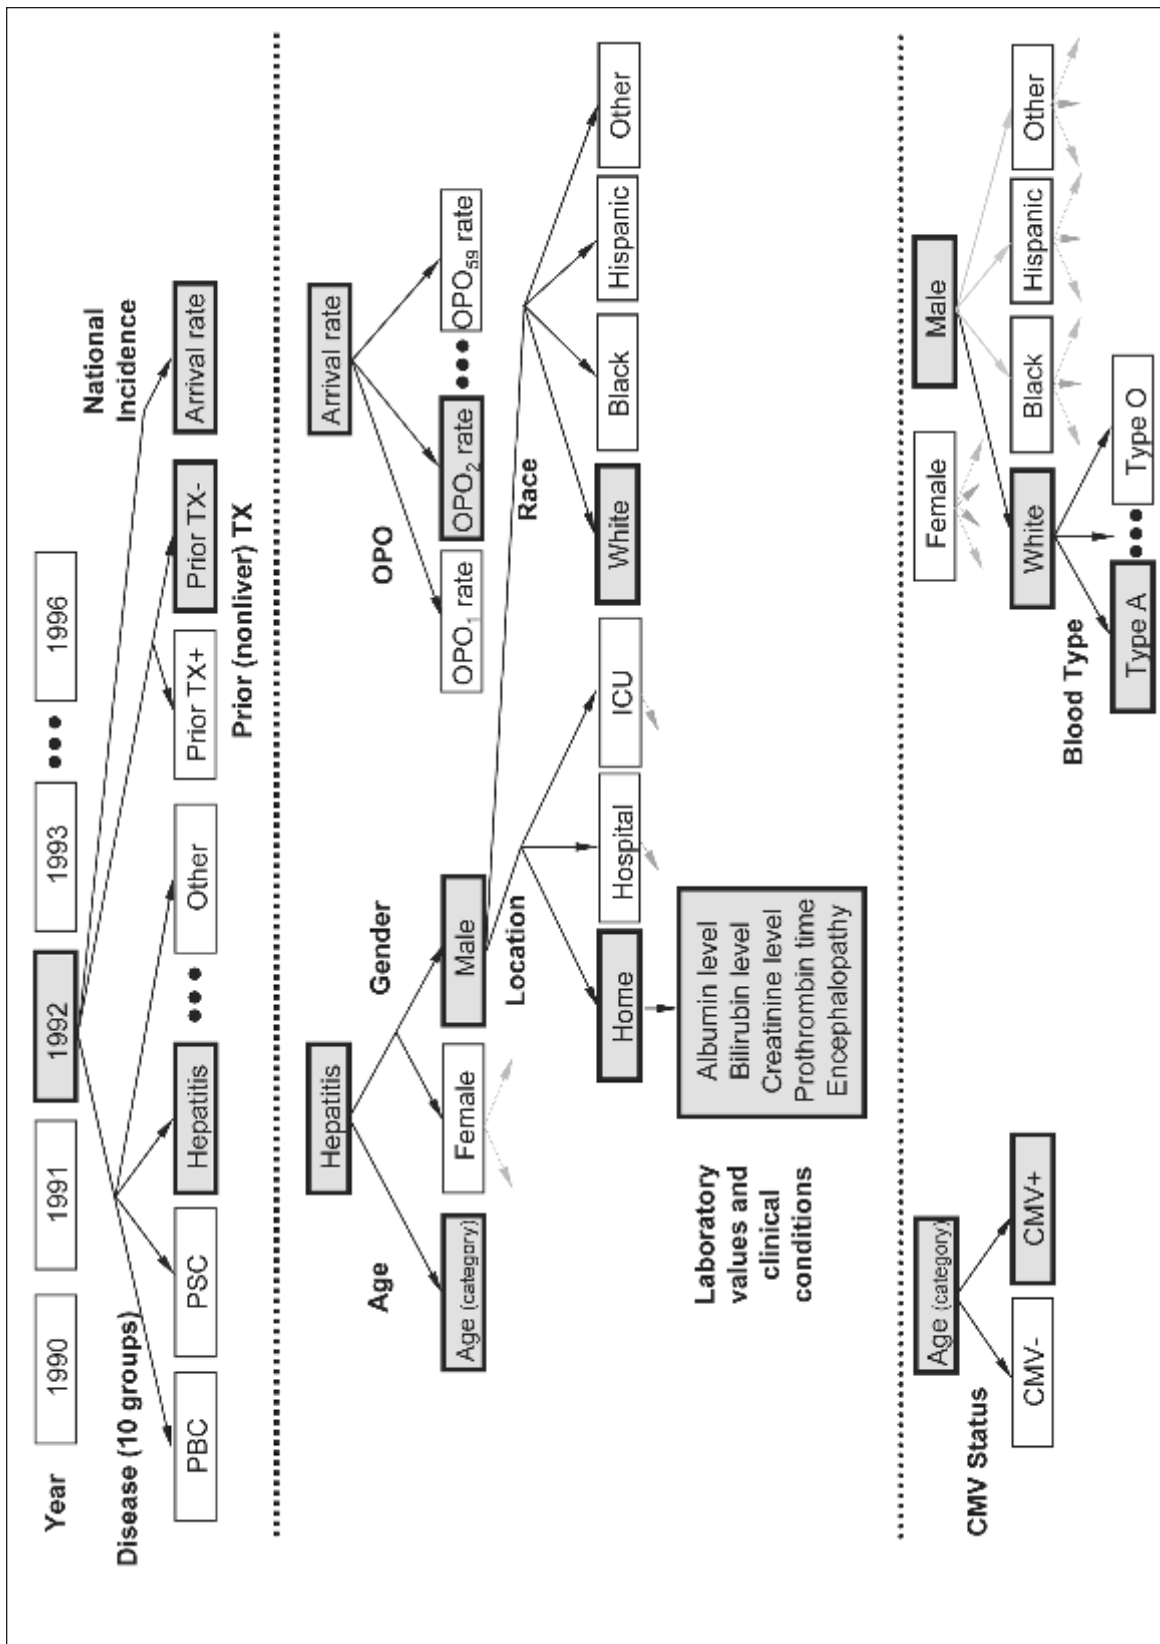 Year
1990
1991
1992
1993
•••
1996
Disease (10 groups)
National
Incidence
PBC
PSC
Hepatitis
•••
Other
Prior TX+
Prior TX-
Arrival rate
Prior (nonliver) TX
Hepatitis
Arrival rate
Age
Gender
OPO
Age (category)
Female
Male
OPO₁ rate
OPO₂ rate
•••
OPO₅₉ rate
Location
Race
Home
Hospital
ICU
White
Black
Hispanic
Other
Laboratory
values and
clinical
conditions
Albumin level
Bilirubin level
Creatinine level
Prothrombin time
Encephalopathy
Age (category)
Female
Male
CMV Status
CMV-
CMV+
White
Black
Hispanic
Other
Blood Type
Type A
•••
Type O